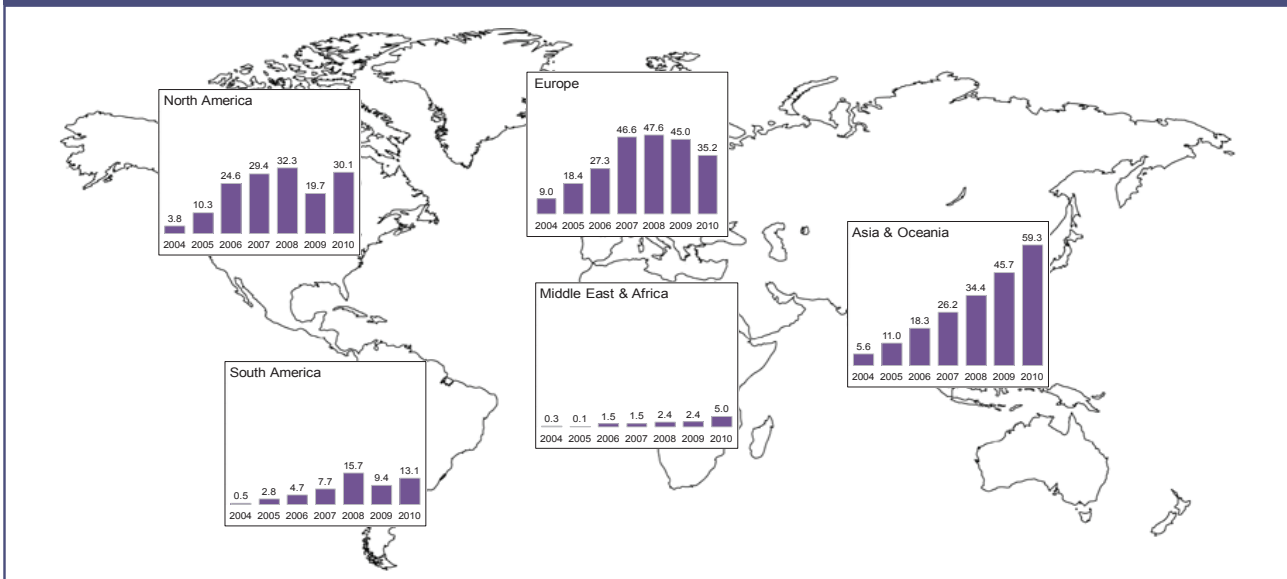 North America
3.8 10.3 24.6 29.4 32.3 19.7 30.1
2004 2005 2006 2007 2008 2009 2010
Europe
9.0 18.4 27.3 46.6 47.6 45.0 35.2
2004 2005 2006 2007 2008 2009 2010
Asia & Oceania
5.6 11.0 18.3 26.2 34.4 45.7 59.3
2004 2005 2006 2007 2008 2009 2010
Middle East & Africa
0.3 0.1 1.5 1.5 2.4 2.4 5.0
2004 2005 2006 2007 2008 2009 2010
South America
0.5 2.8 4.7 7.7 15.7 9.4 13.1
2004 2005 2006 2007 2008 2009 2010